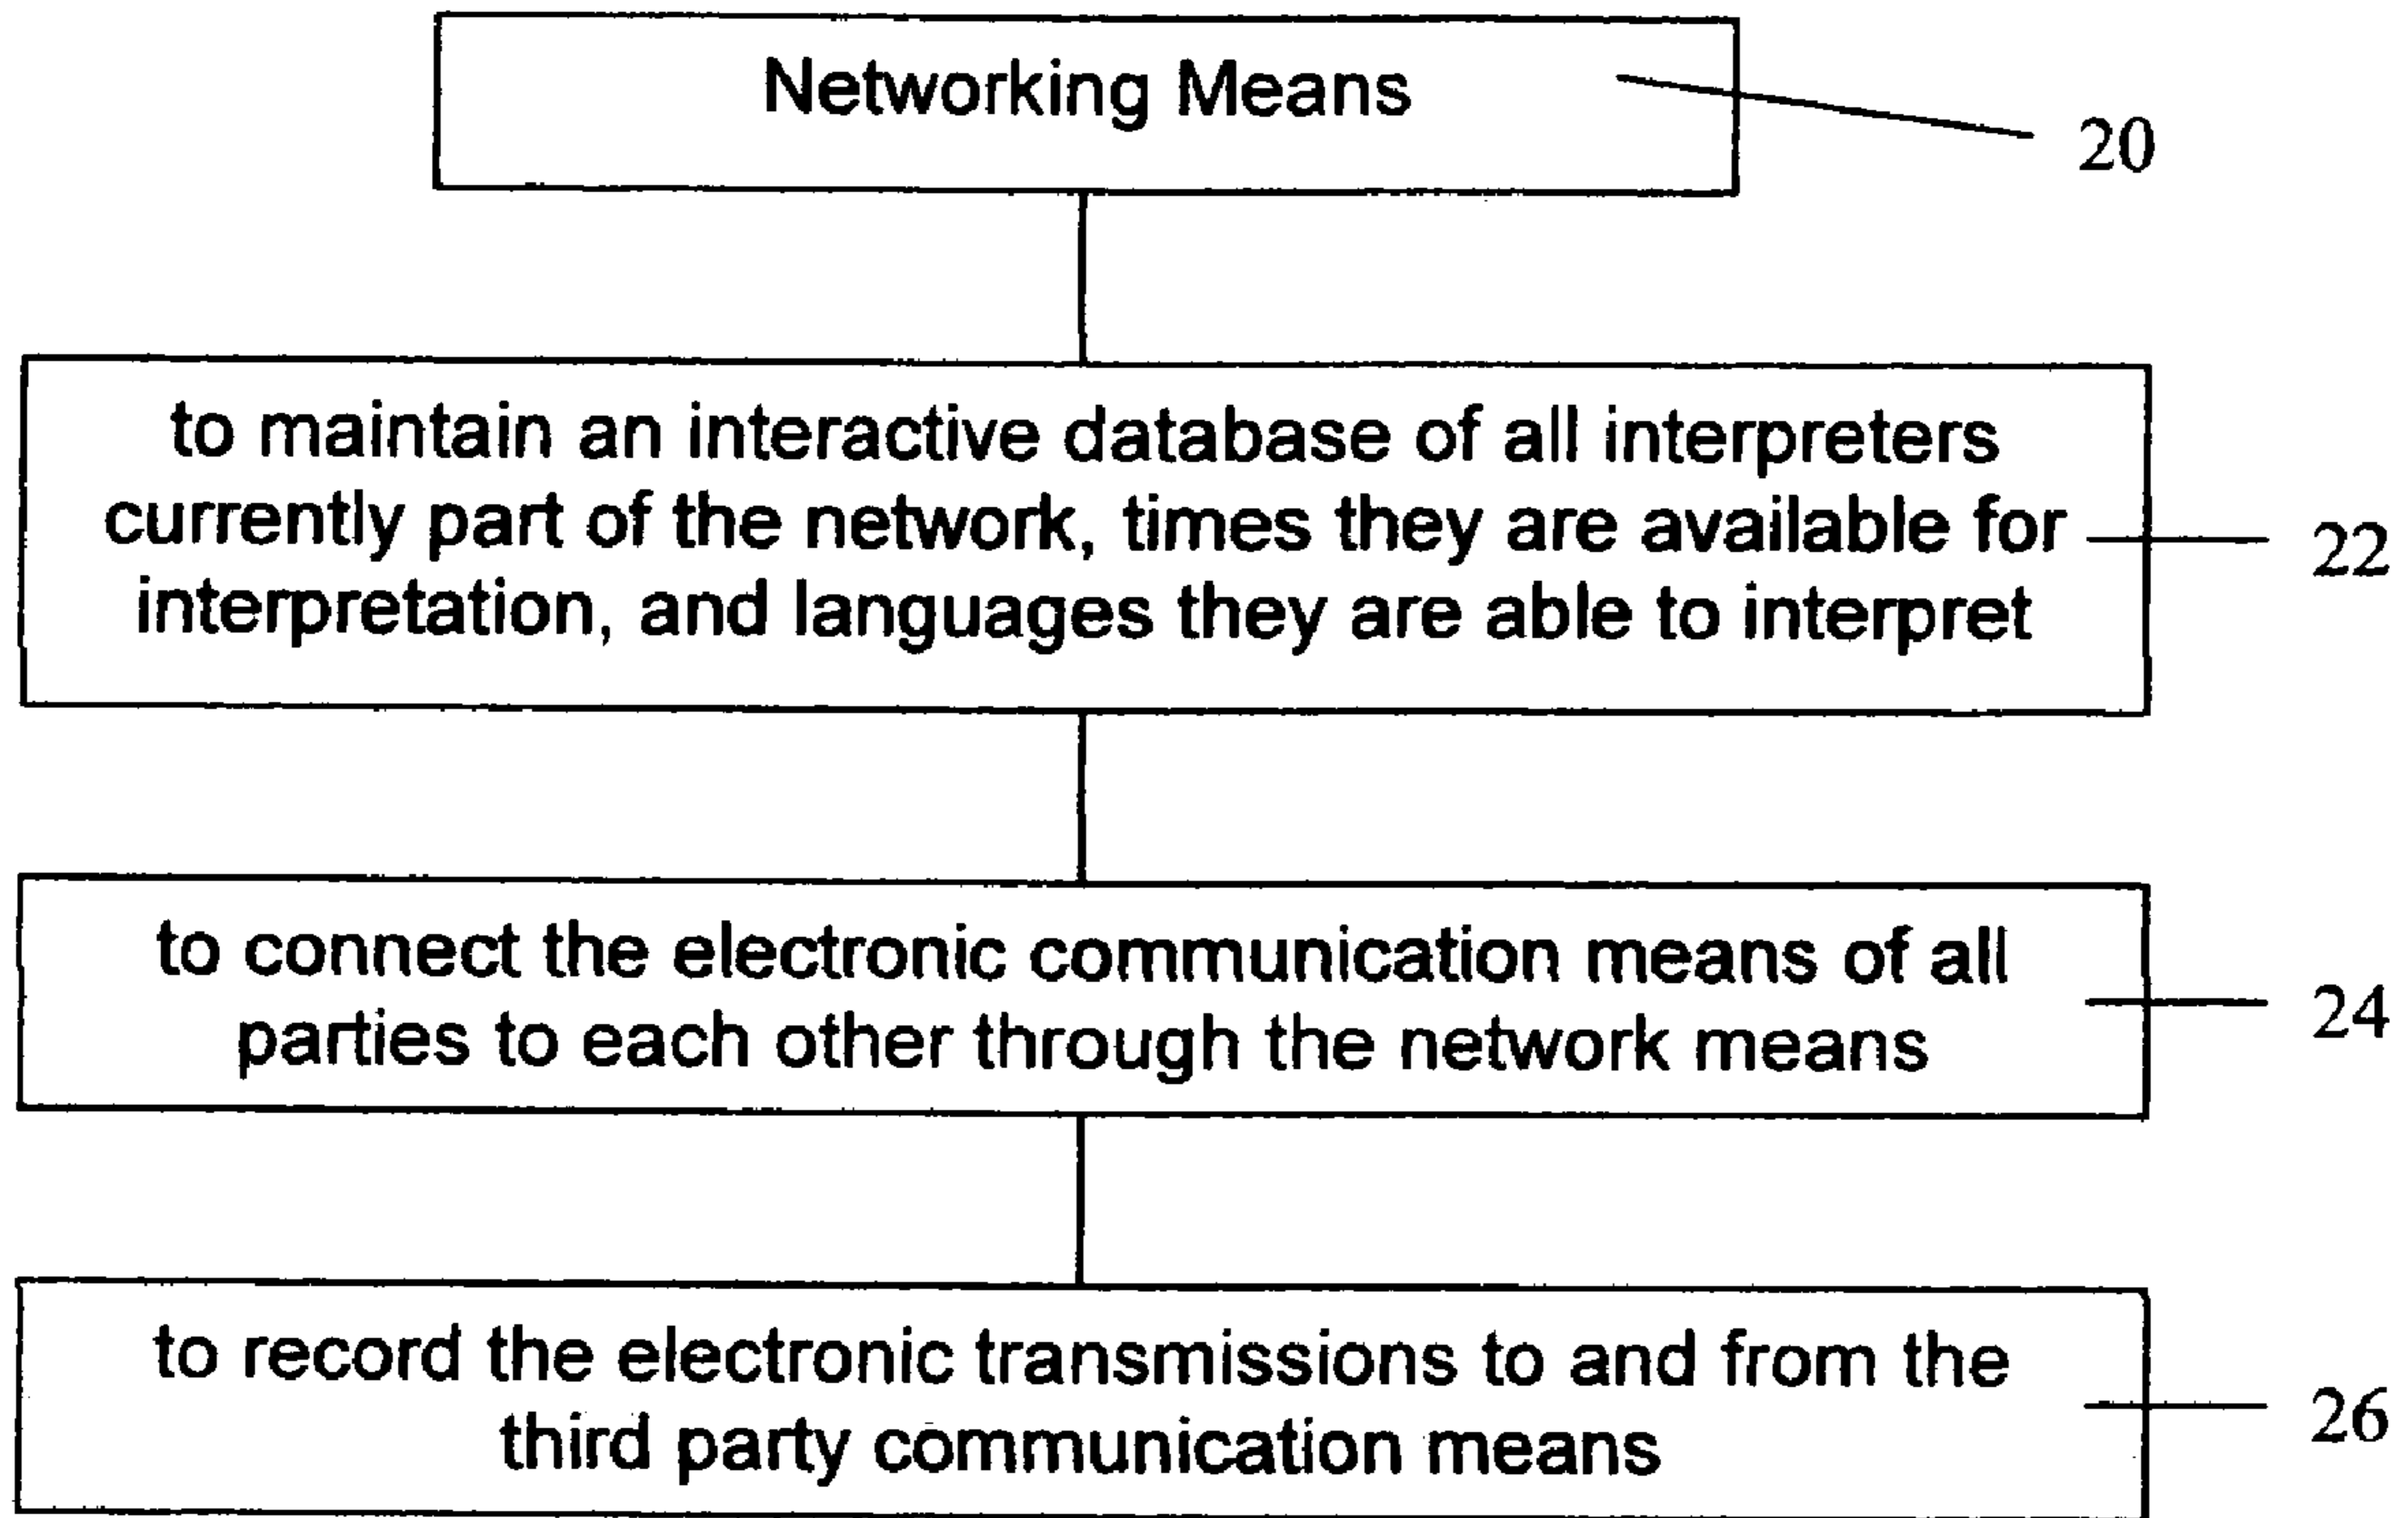 Networking Means
20
to maintain an interactive database of all interpreters
currently part of the network, times they are available for
interpretation, and languages they are able to interpret
22
to connect the electronic communication means of all
parties to each other through the network means
24
to record the electronic transmissions to and from the
third party communication means
26